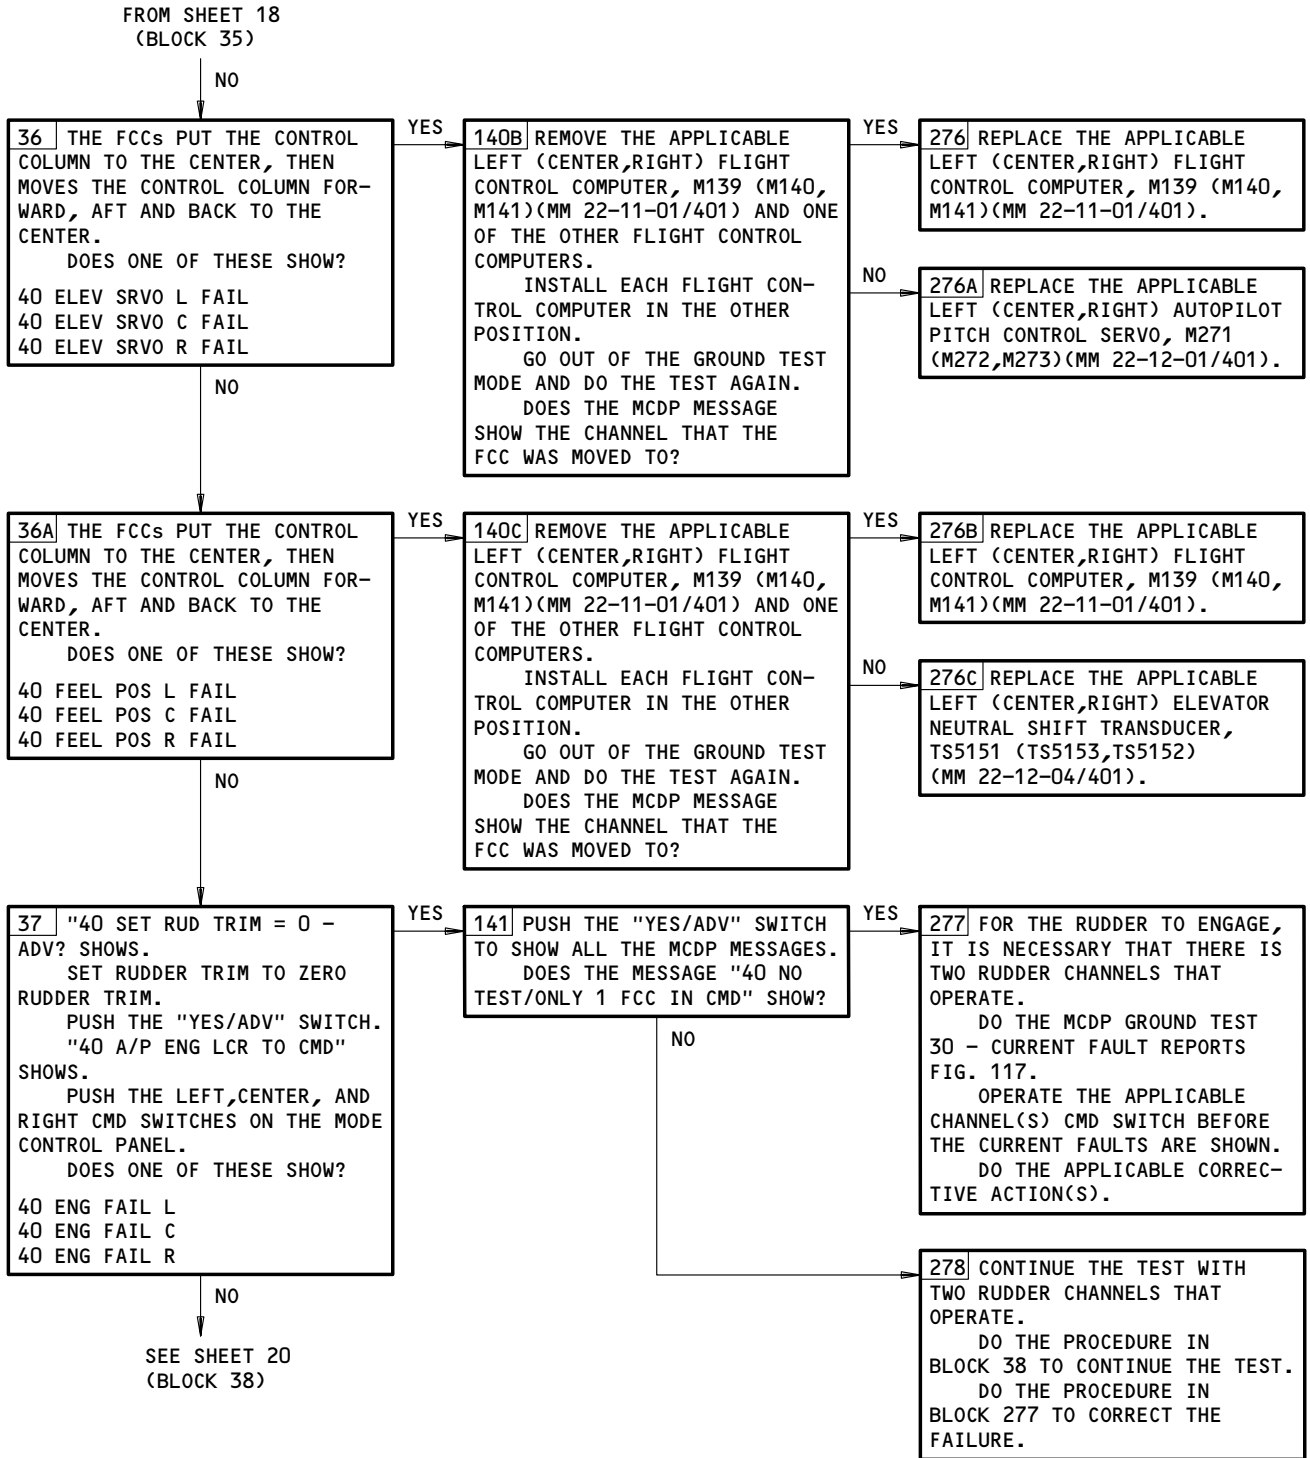 FROM SHEET 18
(BLOCK 35)
NO
36 THE FCCs PUT THE CONTROL
COLUMN TO THE CENTER, THEN
MOVES THE CONTROL COLUMN FOR-
WARD, AFT AND BACK TO THE
CENTER.
DOES ONE OF THESE SHOW?
40 ELEV SRVO L FAIL
40 ELEV SRVO C FAIL
40 ELEV SRVO R FAIL
YES
NO
140B REMOVE THE APPLICABLE
LEFT (CENTER,RIGHT) FLIGHT
CONTROL COMPUTER, M139 (M140,
M141)(MM 22-11-01/401) AND ONE
OF THE OTHER FLIGHT CONTROL
COMPUTERS.
INSTALL EACH FLIGHT CON-
TROL COMPUTER IN THE OTHER
POSITION.
GO OUT OF THE GROUND TEST
MODE AND DO THE TEST AGAIN.
DOES THE MCDP MESSAGE
SHOW THE CHANNEL THAT THE
FCC WAS MOVED TO?
YES
276 REPLACE THE APPLICABLE
LEFT (CENTER,RIGHT) FLIGHT
CONTROL COMPUTER, M139 (M140,
M141)(MM 22-11-01/401).
NO
276A REPLACE THE APPLICABLE
LEFT (CENTER,RIGHT) AUTOPILOT
PITCH CONTROL SERVO, M271
(M272,M273)(MM 22-12-01/401).
36A THE FCCs PUT THE CONTROL
COLUMN TO THE CENTER, THEN
MOVES THE CONTROL COLUMN FOR-
WARD, AFT AND BACK TO THE
CENTER.
DOES ONE OF THESE SHOW?
40 FEEL POS L FAIL
40 FEEL POS C FAIL
40 FEEL POS R FAIL
YES
NO
140C REMOVE THE APPLICABLE
LEFT (CENTER,RIGHT) FLIGHT
CONTROL COMPUTER, M139 (M140,
M141)(MM 22-11-01/401) AND ONE
OF THE OTHER FLIGHT CONTROL
COMPUTERS.
INSTALL EACH FLIGHT CON-
TROL COMPUTER IN THE OTHER
POSITION.
GO OUT OF THE GROUND TEST
MODE AND DO THE TEST AGAIN.
DOES THE MCDP MESSAGE
SHOW THE CHANNEL THAT THE
FCC WAS MOVED TO?
YES
276B REPLACE THE APPLICABLE
LEFT (CENTER,RIGHT) FLIGHT
CONTROL COMPUTER, M139 (M140,
M141)(MM 22-11-01/401).
NO
276C REPLACE THE APPLICABLE
LEFT (CENTER,RIGHT) ELEVATOR
NEUTRAL SHIFT TRANSDUCER,
TS5151 (TS5153,TS5152)
(MM 22-12-04/401).
37 "40 SET RUD TRIM = 0 -
ADV? SHOWS.
SET RUDDER TRIM TO ZERO
RUDDER TRIM.
PUSH THE "YES/ADV" SWITCH.
"40 A/P ENG LCR TO CMD"
SHOWS.
PUSH THE LEFT,CENTER, AND
RIGHT CMD SWITCHES ON THE MODE
CONTROL PANEL.
DOES ONE OF THESE SHOW?
40 ENG FAIL L
40 ENG FAIL C
40 ENG FAIL R
YES
NO
SEE SHEET 20
(BLOCK 38)
141 PUSH THE "YES/ADV" SWITCH
TO SHOW ALL THE MCDP MESSAGES.
DOES THE MESSAGE "40 NO
TEST/ONLY 1 FCC IN CMD" SHOW?
YES
NO
277 FOR THE RUDDER TO ENGAGE,
IT IS NECESSARY THAT THERE IS
TWO RUDDER CHANNELS THAT
OPERATE.
DO THE MCDP GROUND TEST
30 - CURRENT FAULT REPORTS
FIG. 117.
OPERATE THE APPLICABLE
CHANNEL(S) CMD SWITCH BEFORE
THE CURRENT FAULTS ARE SHOWN.
DO THE APPLICABLE CORREC-
TIVE ACTION(S).
278 CONTINUE THE TEST WITH
TWO RUDDER CHANNELS THAT
OPERATE.
DO THE PROCEDURE IN
BLOCK 38 TO CONTINUE THE TEST.
DO THE PROCEDURE IN
BLOCK 277 TO CORRECT THE
FAILURE.